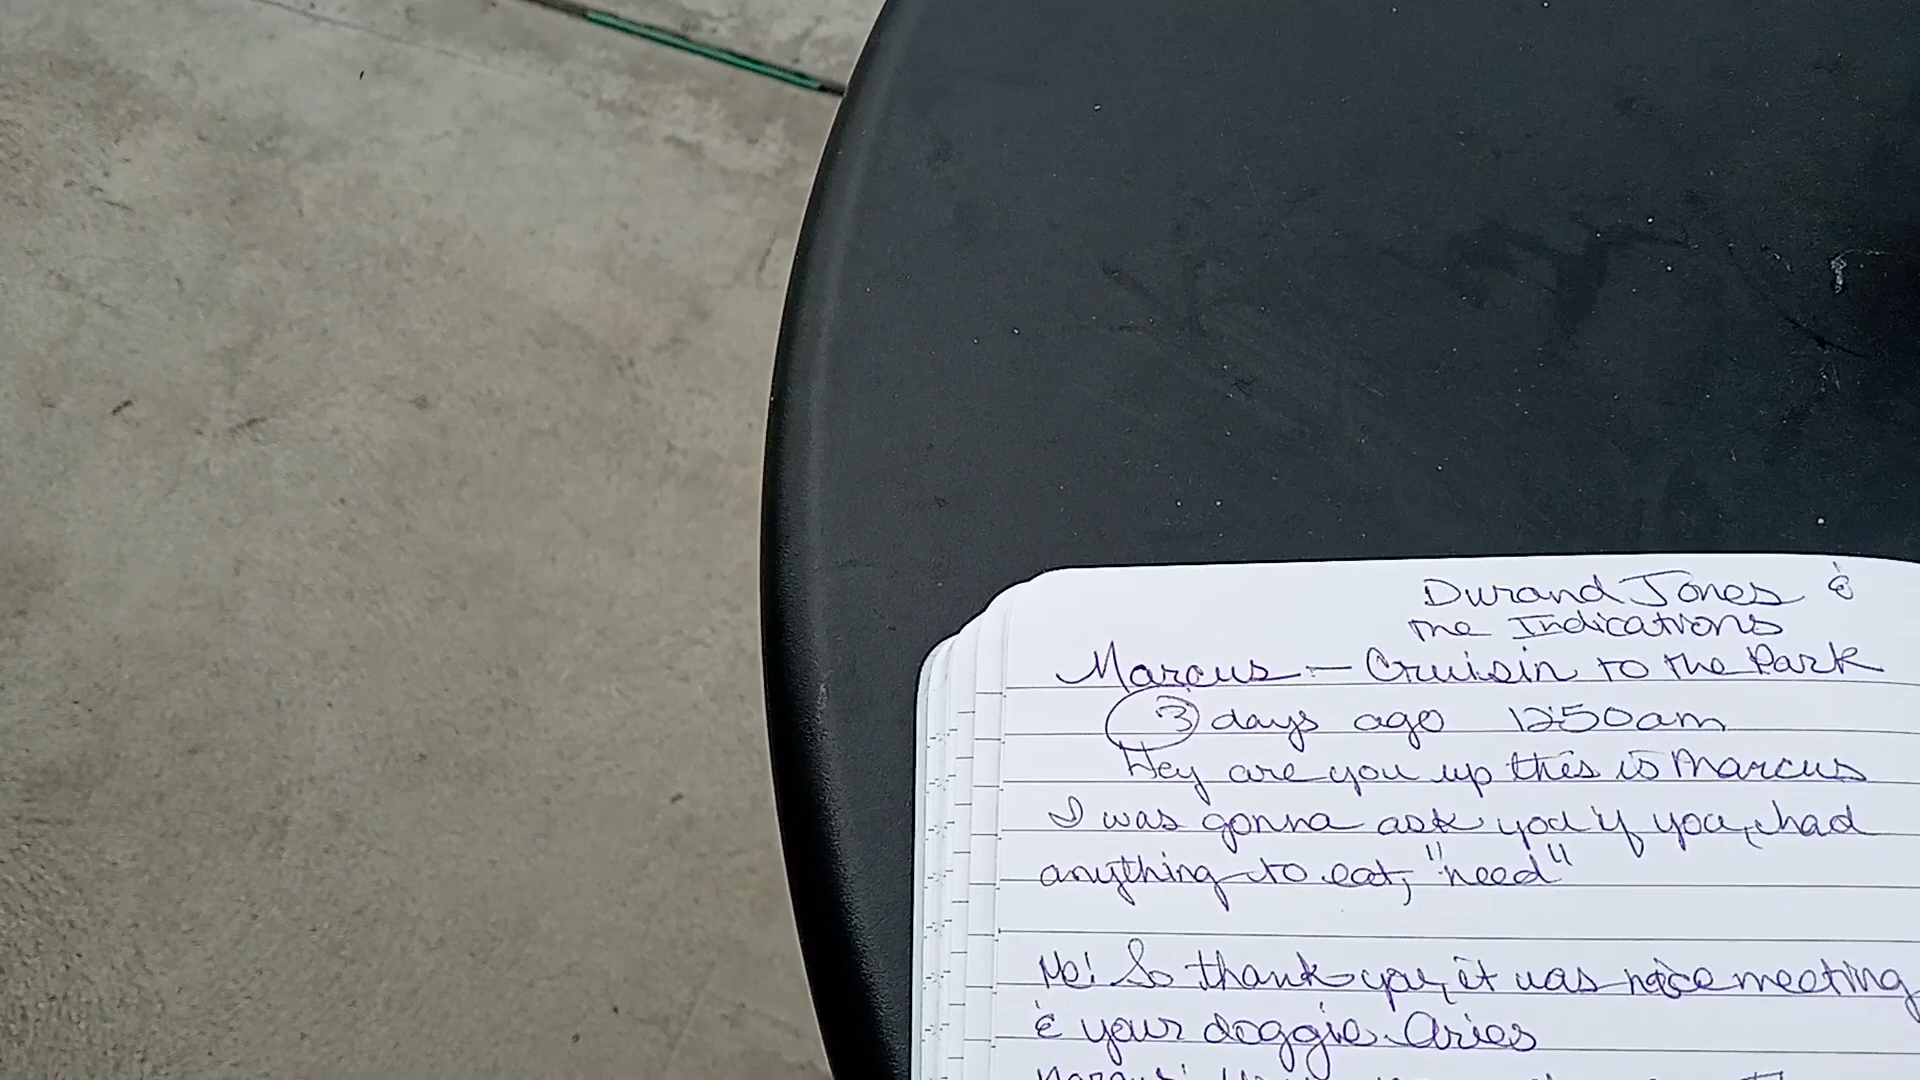 Durand Jones &
the Indications
Marcus - Cruisin to the Park
3 days ago 1250am
Hey are you up this is Marcus
I was gonna ask you if you had
anything to eat, "need"
Me: So thank you, it was nice meeting
& your doggie. Aries